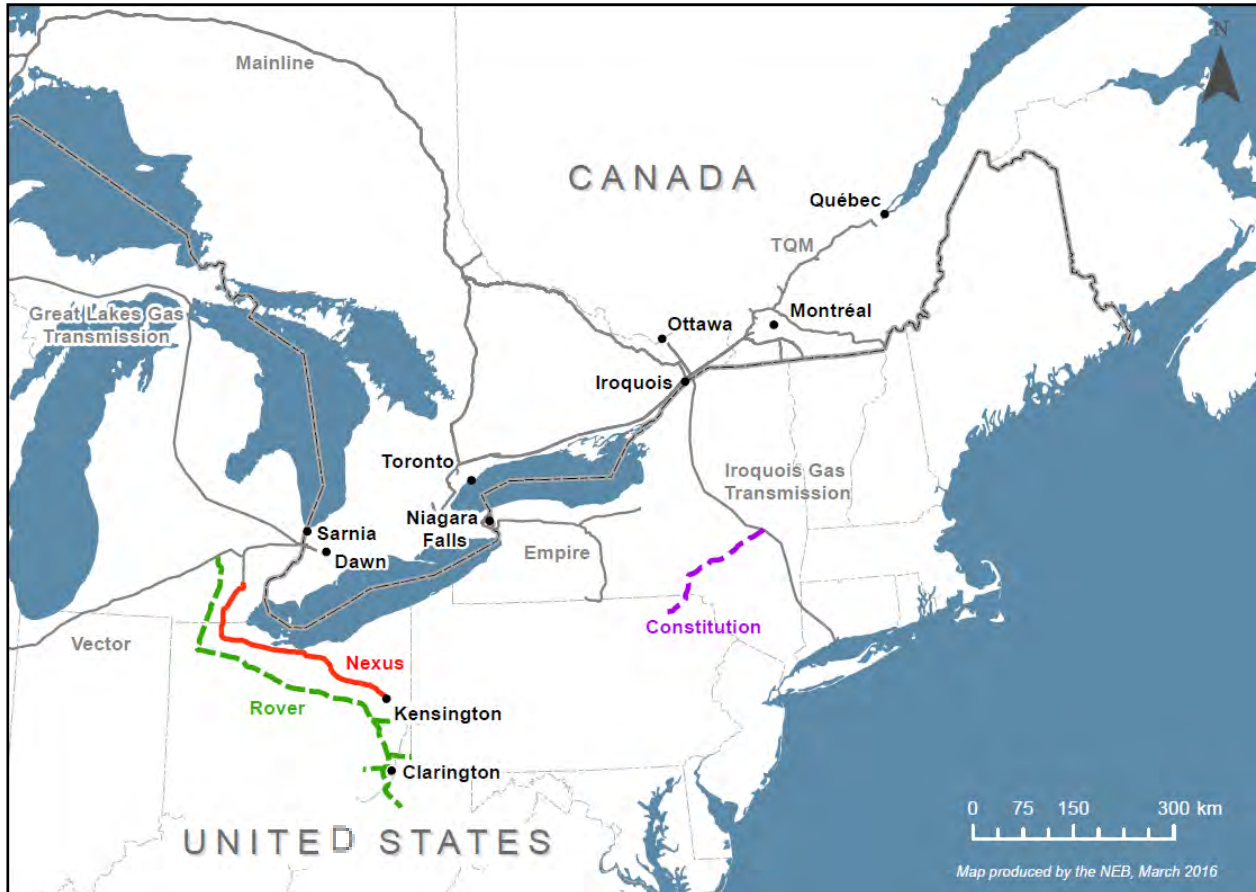 N
Mainline
CANADA
Québec
TQM
Great Lakes Gas
Transmission
Montréal
Ottawa
Iroquois
Toronto
Iroquois Gas
Transmission
Niagara
Falls
Sarnia
Empire
Dawn
Constitution
Vector
Nexus
Rover
Kensington
Clarington
0 75 150 300 km
UNITED STATES
Map produced by the NEB, March 2016